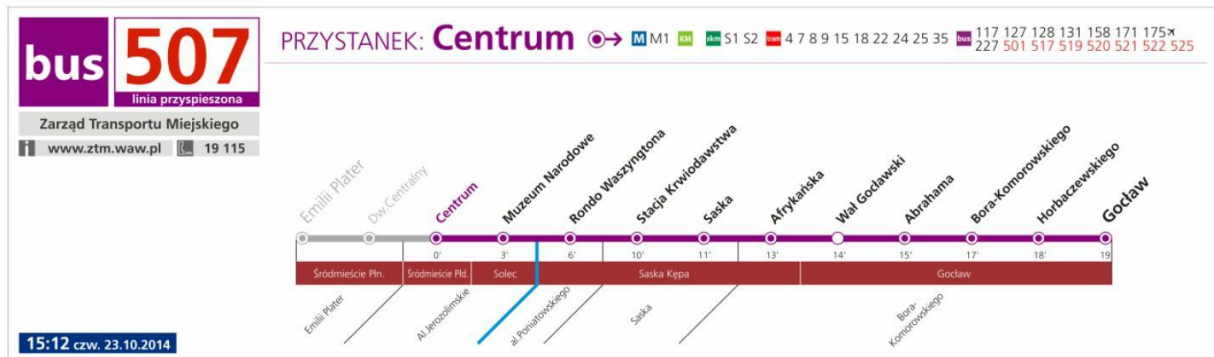 bus 507
linia przyspieszona
Zarząd Transportu Miejskiego
i www.ztm.waw.pl 19 115
PRZYSTANEK: Centrum M M1 KM skm S1 S2 tram 4 7 8 9 15 18 22 24 25 35 bus 117 127 128 131 158 171 175
227 501 517 519 520 521 522 525
Emilii Plater
Dw.Centralny
Centrum
Muzeum Narodowe
Rondo Waszyngtona
Stacja Krwiodawstwa
Saska
Afrykańska
Wał Gocławski
Abrahama
Bora-Komorowskiego
Horbaczewskiego
Gocław
0' 3' 6' 10' 11' 13' 14' 15' 17' 18' 19
Śródmieście Płn. Śródmieście Płd. Solec Saska Kępa Gocław
Emilii Plater
Al.Jerozolimskie
al.Poniatowskiego
Saska
Bora-
Komorowskiego
15:12 czw. 23.10.2014